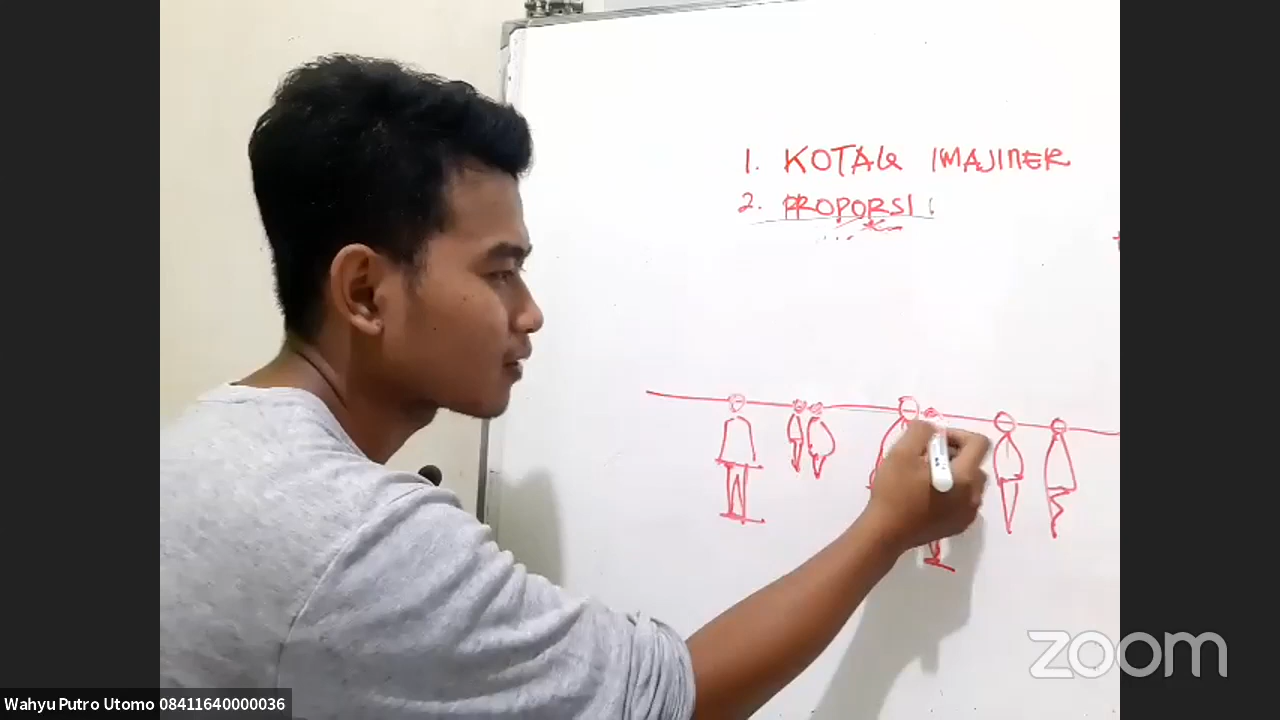 1. KOTAK IMAJINER
2. PROPORSI :
zoom
Wahyu Putro Utomo 08411640000036